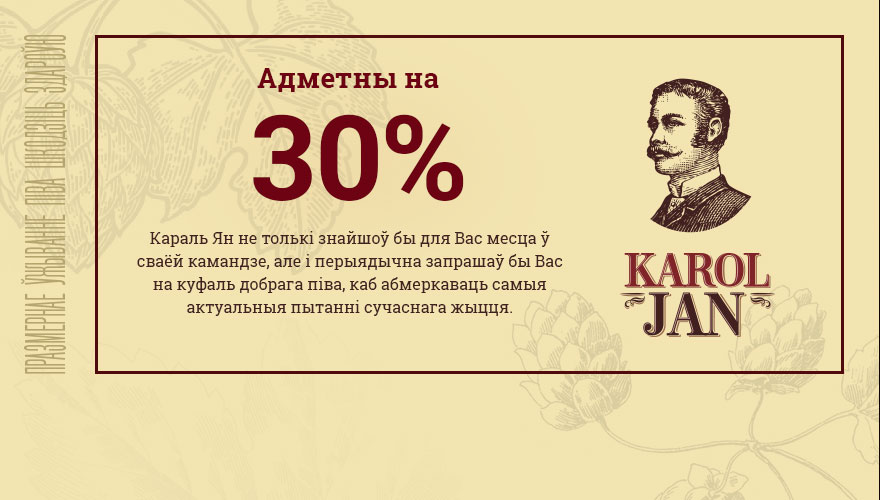 ПРАЗМЕРНАЕ ЎЖЫВАННЕ ПІВА ШКОДЗІЦЬ ЗДАРОЎЮ
Адметны на
30%
Караль Ян не толькі знайшоў бы для Вас месца ў
сваёй камандзе, але і перыядычна запрашаў бы Вас
на куфаль добрага піва, каб абмеркаваць самыя
актуальныя пытанні сучаснага жыцця.
KAROL
JAN